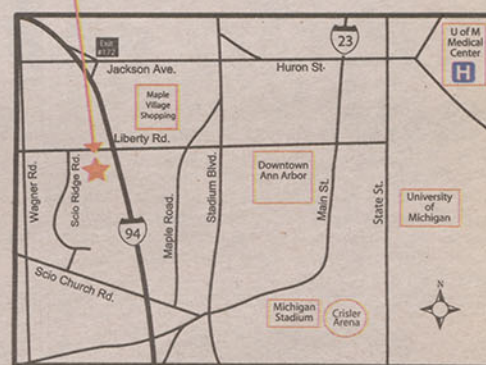 Exit
#172
23
U of M
Medical
Center
H
Jackson Ave.
Huron St.
Maple
Village
Shopping
Liberty Rd.
Wagner Rd.
Scio Ridge Rd.
Maple Road.
Stadium Blvd.
Downtown
Ann Arbor
Main St.
State St.
University
of
Michigan
94
Scio Church Rd.
Michigan
Stadium
Crisler
Arena
N